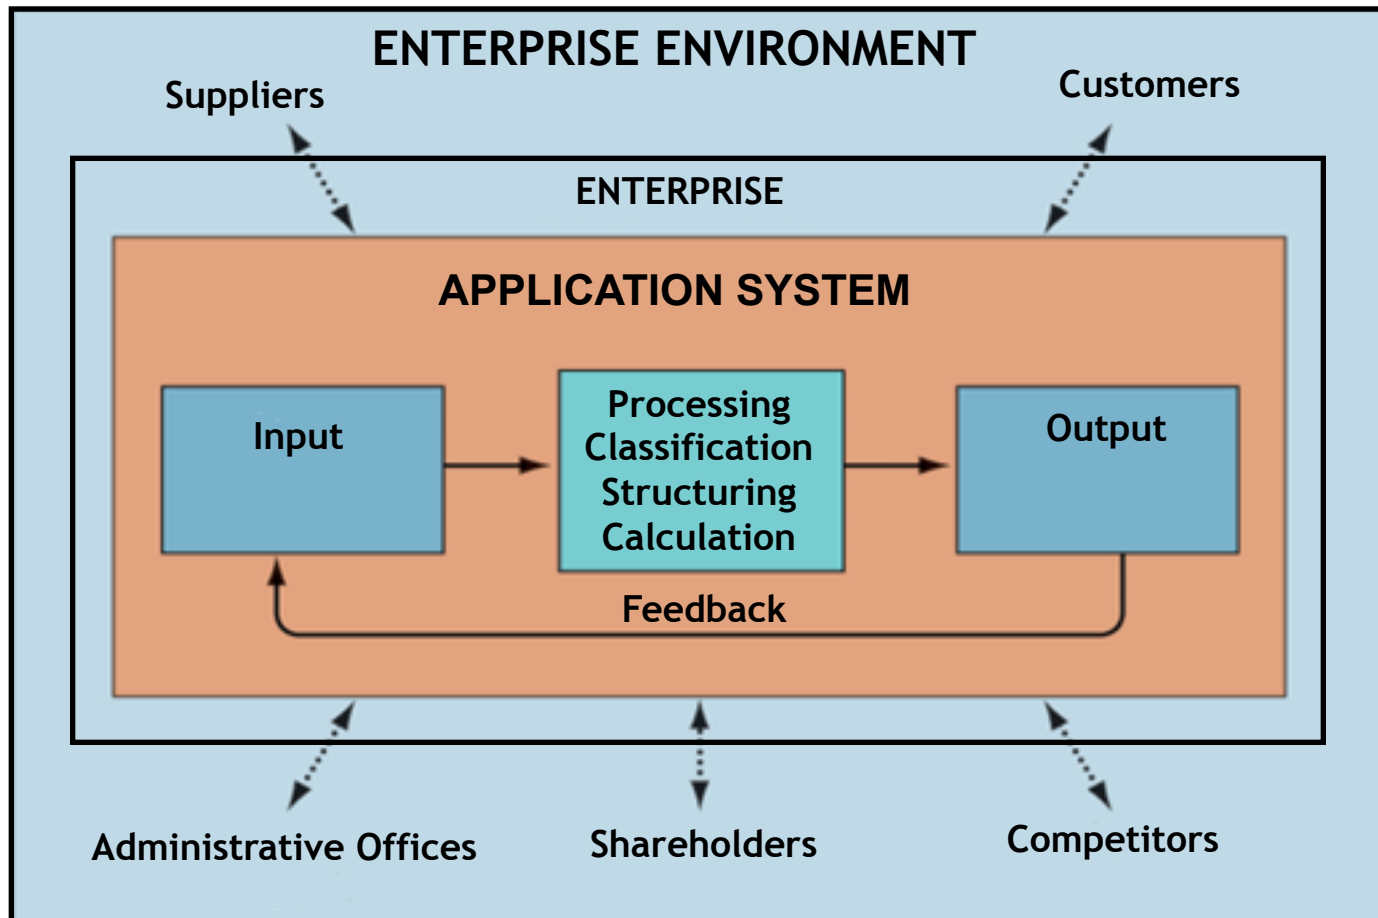 ENTERPRISE ENVIRONMENT
Suppliers
Customers
ENTERPRISE
APPLICATION SYSTEM
Input
Processing
Classification
Structuring
Calculation
Output
Feedback
Administrative Offices
Shareholders
Competitors